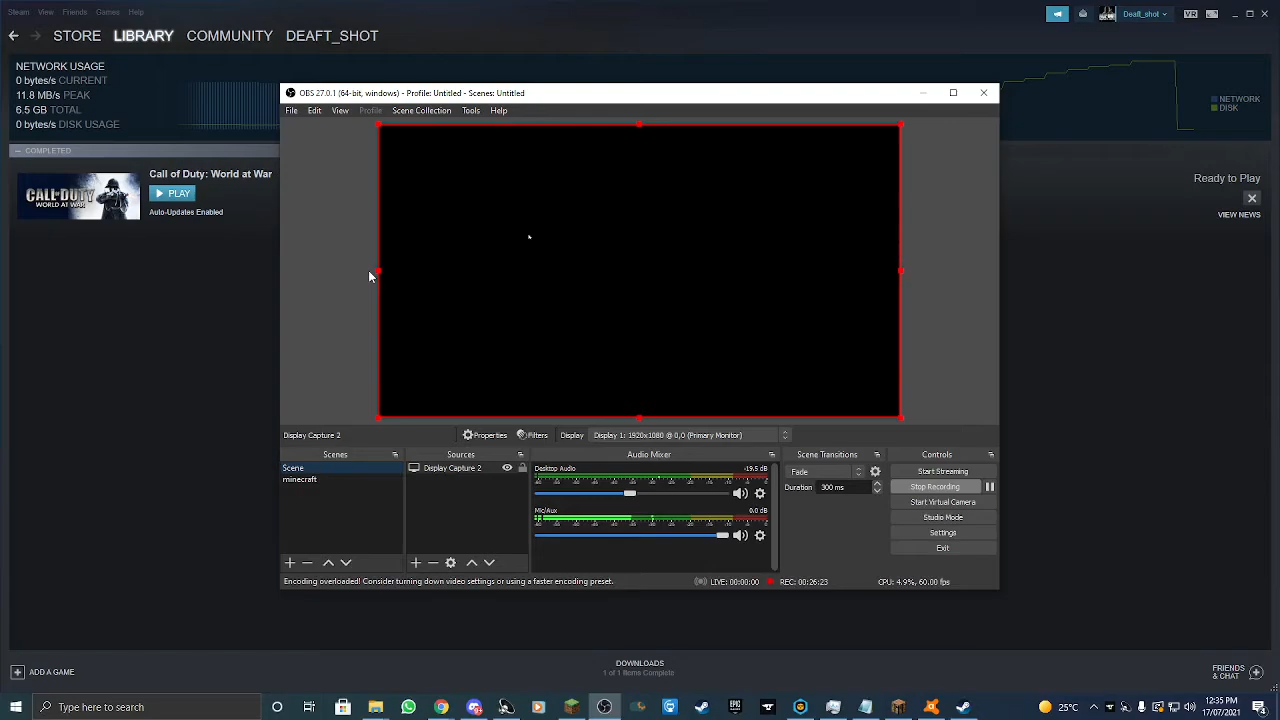 Steam View Friends Games Help
Deaft_shot
VR
STORE LIBRARY COMMUNITY DEAFT_SHOT
NETWORK USAGE
0 bytes/s CURRENT
11.8 MB/s PEAK
6.5 GB TOTAL
0 bytes/s DISK USAGE
NETWORK
DISK
COMPLETED
CALL OF DUTY
WORLD AT WAR
Call of Duty: World at War
PLAY
Auto-Updates Enabled
Ready to Play
VIEW NEWS
OBS 27.0.1 (64-bit, windows) - Profile: Untitled - Scenes: Untitled
File Edit View Profile Scene Collection Tools Help
Display Capture 2
Properties
Filters
Display
Display 1: 1920x1080 @ 0,0 (Primary Monitor)
Scenes
Sources
Audio Mixer
Scene Transitions
Controls
Scene
minecraft
Display Capture 2
Desktop Audio
-19.5 dB
Mic/Aux
0.0 dB
Fade
Duration 300 ms
Start Streaming
Stop Recording
Start Virtual Camera
Studio Mode
Settings
Exit
Encoding overloaded! Consider turning down video settings or using a faster encoding preset.
LIVE: 00:00:00
REC: 00:26:23
CPU: 4.9%, 60.00 fps
ADD A GAME
DOWNLOADS
1 of 1 Items Complete
FRIENDS
& CHAT
Type here to search
25°C
12:35 PM
17/07/2021